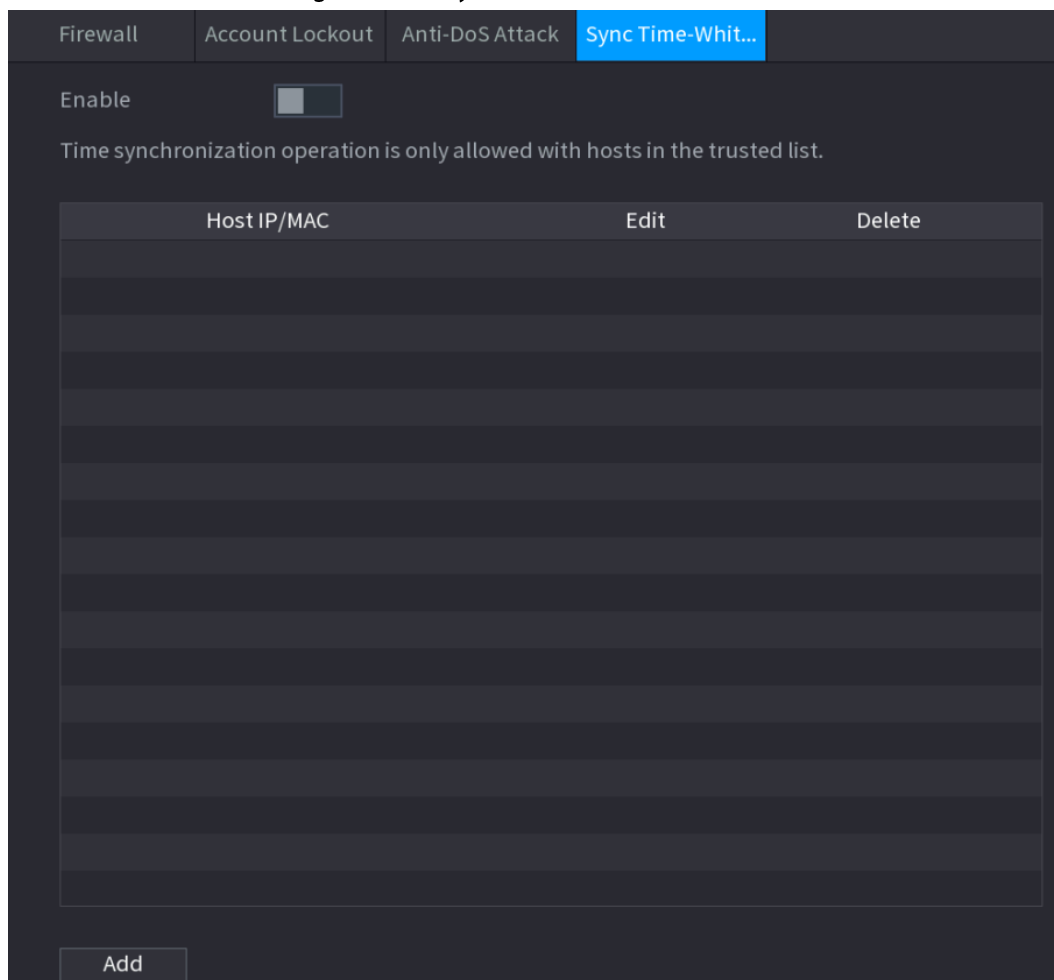 Firewall Account Lockout Anti-DoS Attack Sync Time-Whit...
Enable
Time synchronization operation is only allowed with hosts in the trusted list.
Host IP/MAC Edit Delete
Add